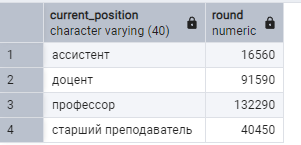 current_position round
character varying (40) numeric
1 ассистент 16560
2 доцент 91590
3 профессор 132290
4 старший преподаватель 40450